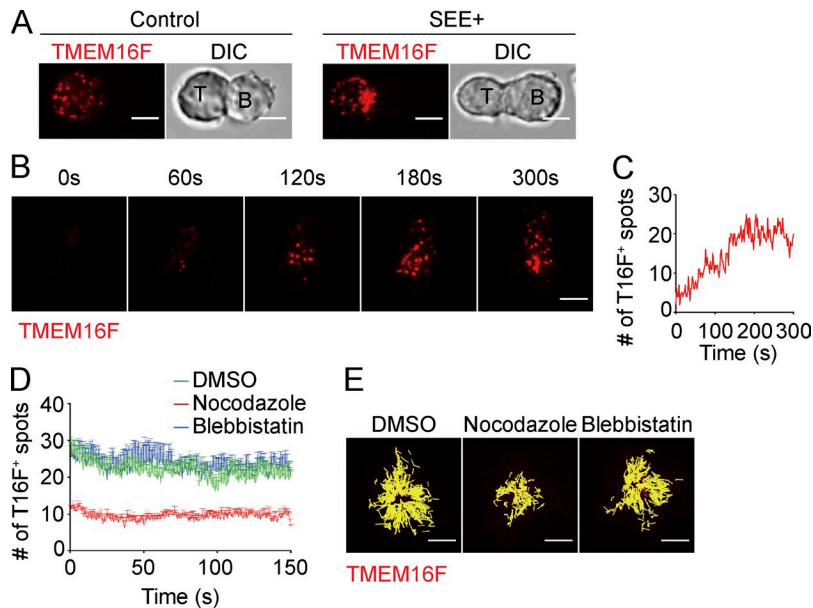 A
Control
SEE+
TMEM16F
DIC
TMEM16F
DIC
T
B
T
B
B
0s
60s
120s
180s
300s
TMEM16F
C
# of T16F+ spots
30
20
10
0
0
100
200
300
Time (s)
D
DMSO
Nocodazole
Blebbistatin
# of T16F+ spots
40
30
20
10
0
0
50
100
150
Time (s)
E
DMSO
Nocodazole
Blebbistatin
TMEM16F